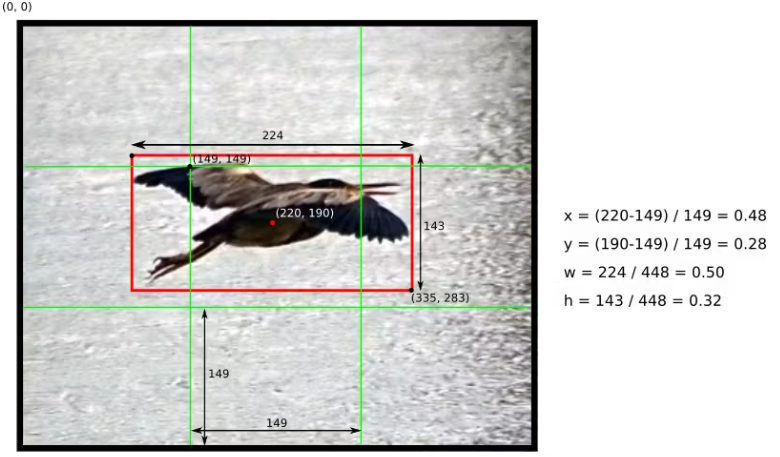 (0, 0)
224
(149, 149)
(220, 190)
143
x = (220-149) / 149 = 0.48
y = (190-149) / 149 = 0.28
w = 224 / 448 = 0.50
h = 143 / 448 = 0.32
(335, 283)
149
149